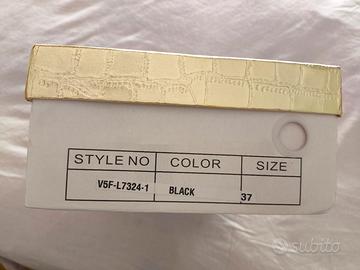 STYLE NO COLOR SIZE
V5F-L7324-1 BLACK 37
subito